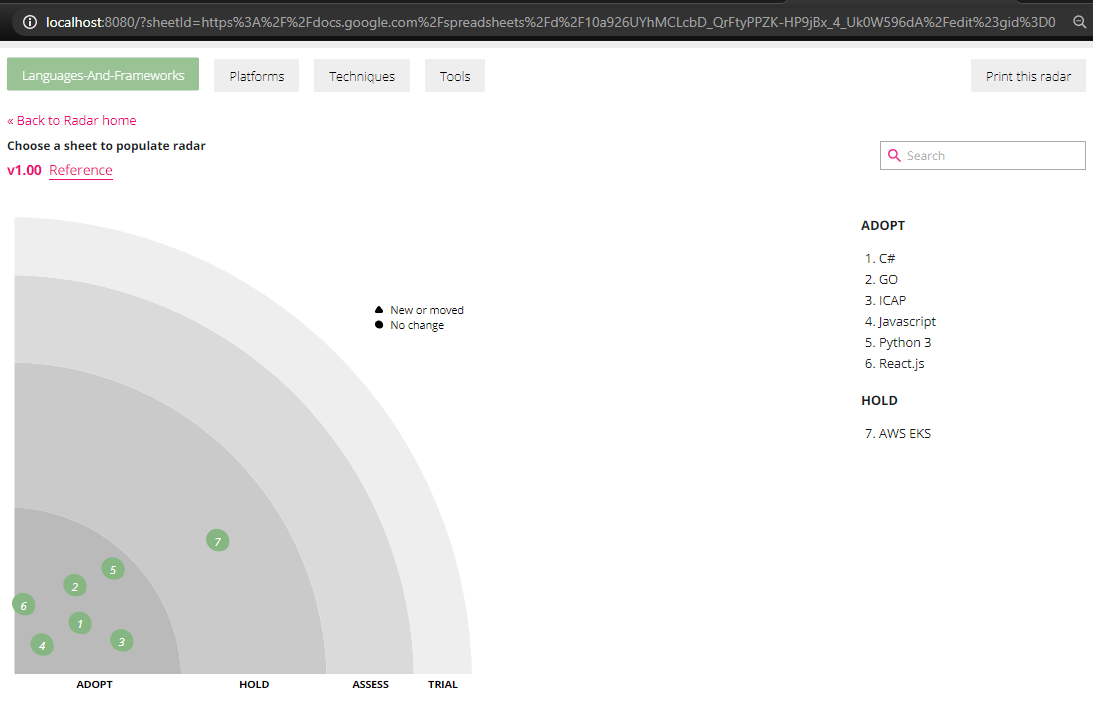 localhost:8080/?sheetId=https%3A%2F%2Fdocs.google.com%2Fspreadsheets%2Fd%2F10a926UYhMCLcbD_QrFtyPPZK-HP9jBx_4_Uk0W596dA%2Fedit%23gid%3D0
Languages-And-Frameworks Platforms Techniques Tools Print this radar
« Back to Radar home
Choose a sheet to populate radar
v1.00 Reference
Search
New or moved
No change
7
5
2
6
1
3
4
ADOPT HOLD ASSESS TRIAL
ADOPT
1. C#
2. GO
3. ICAP
4. Javascript
5. Python 3
6. React.js
HOLD
7. AWS EKS